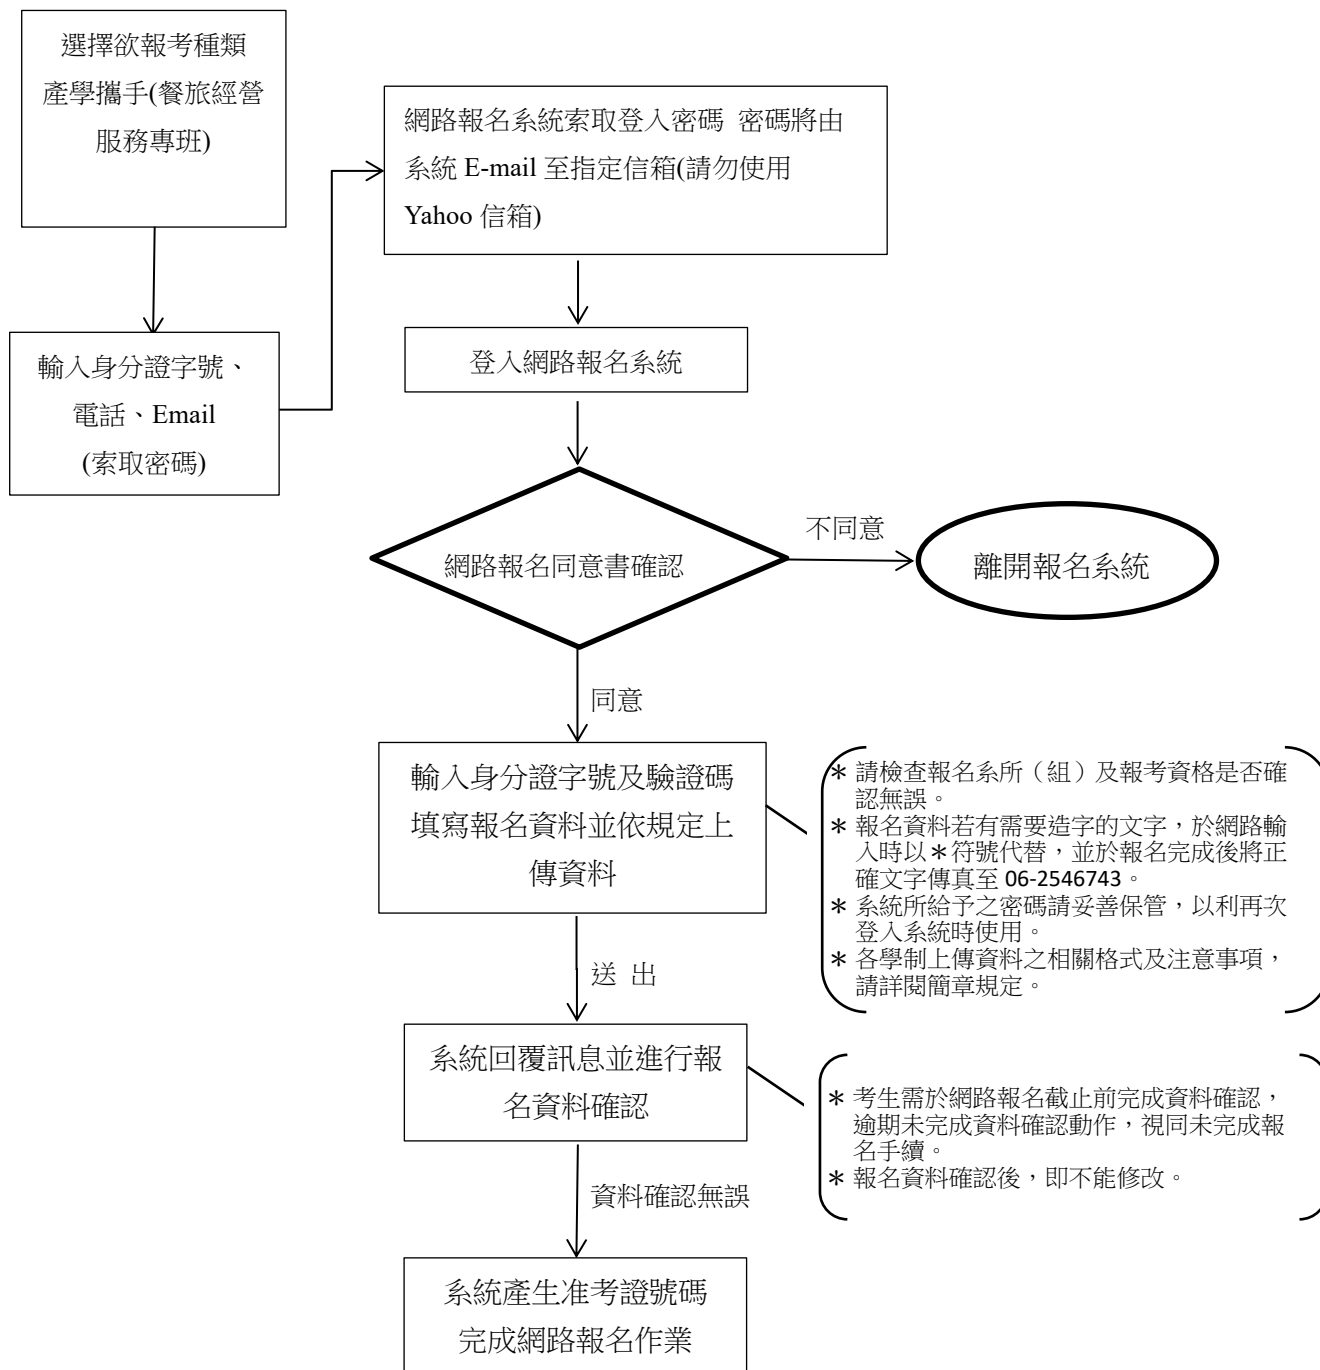 選擇欲報考種類
產學攜手(餐旅經營
服務專班)
輸入身分證字號、
電話、Email
(索取密碼)
網路報名系統索取登入密碼 密碼將由
系統 E-mail 至指定信箱(請勿使用
Yahoo 信箱)
登入網路報名系統
網路報名同意書確認
不同意
離開報名系統
同意
輸入身分證字號及驗證碼
填寫報名資料並依規定上
傳資料
＊ 請檢查報名系所（組）及報考資格是否確
認無誤。
＊ 報名資料若有需要造字的文字，於網路輸
入時以＊符號代替，並於報名完成後將正
確文字傳真至 06-2546743。
＊ 系統所給予之密碼請妥善保管，以利再次
登入系統時使用。
＊ 各學制上傳資料之相關格式及注意事項，
請詳閱簡章規定。
送 出
系統回覆訊息並進行報
名資料確認
＊ 考生需於網路報名截止前完成資料確認，
逾期未完成資料確認動作，視同未完成報
名手續。
＊ 報名資料確認後，即不能修改。
資料確認無誤
系統產生准考證號碼
完成網路報名作業